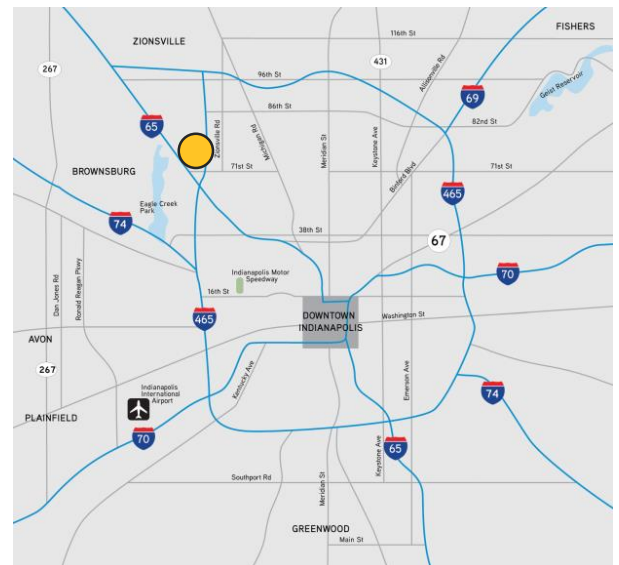 FISHERS
116th St
ZIONSVILLE
267
431
Allisonville Rd
96th St
69
Geist Reservoir
86th St
82nd St
65
Zionsville Rd
Michigan Rd
Meridian St
Keystone Ave
Binford Blvd
71st St
71st St
BROWNSBURG
465
Eagle Creek
Park
74
38th St
67
Indianapolis Motor
Speedway
70
Dan Jones Rd
Ronald Reagan Pkwy
16th St
465
DOWNTOWN
INDIANAPOLIS
Washington St
AVON
267
Kentucky Ave
Emerson Ave
Indianapolis
International
Airport
74
PLAINFIELD
70
Keystone Ave
65
Southport Rd
Meridian St
GREENWOOD
Main St